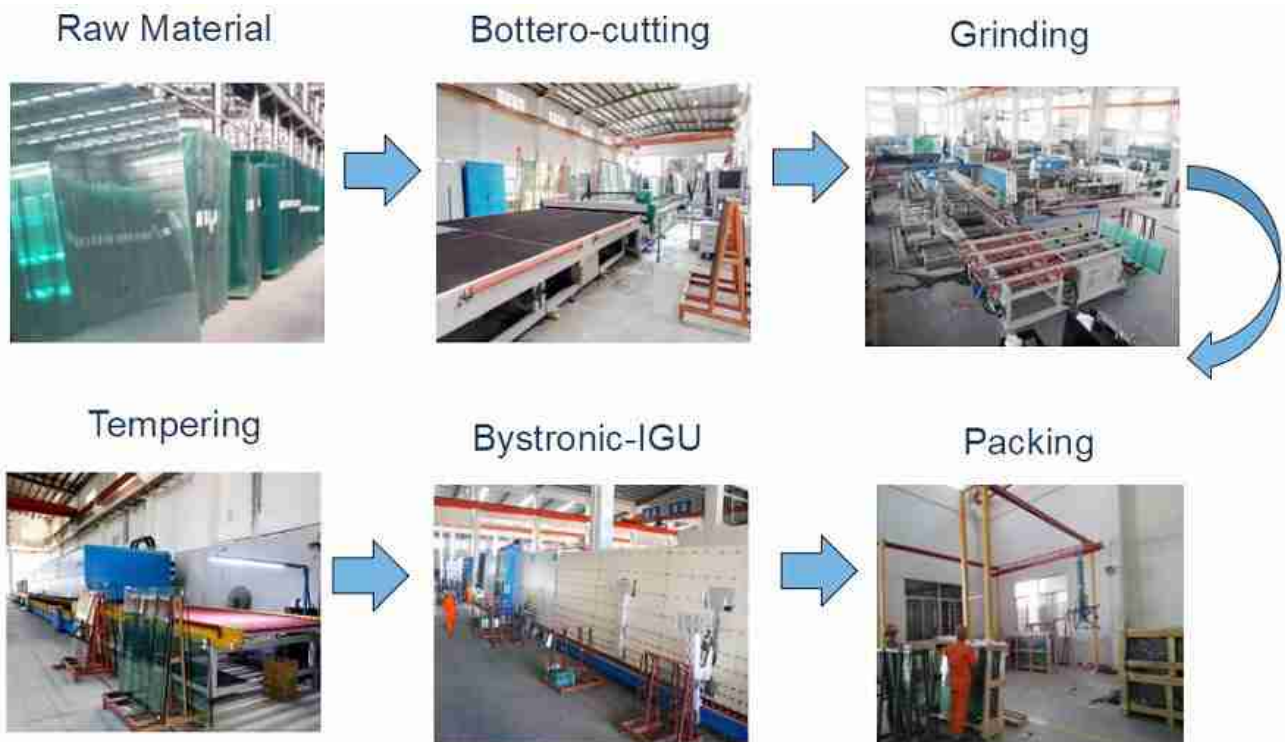 Raw Material
Bottero-cutting
Grinding
Tempering
Bystronic-IGU
Packing